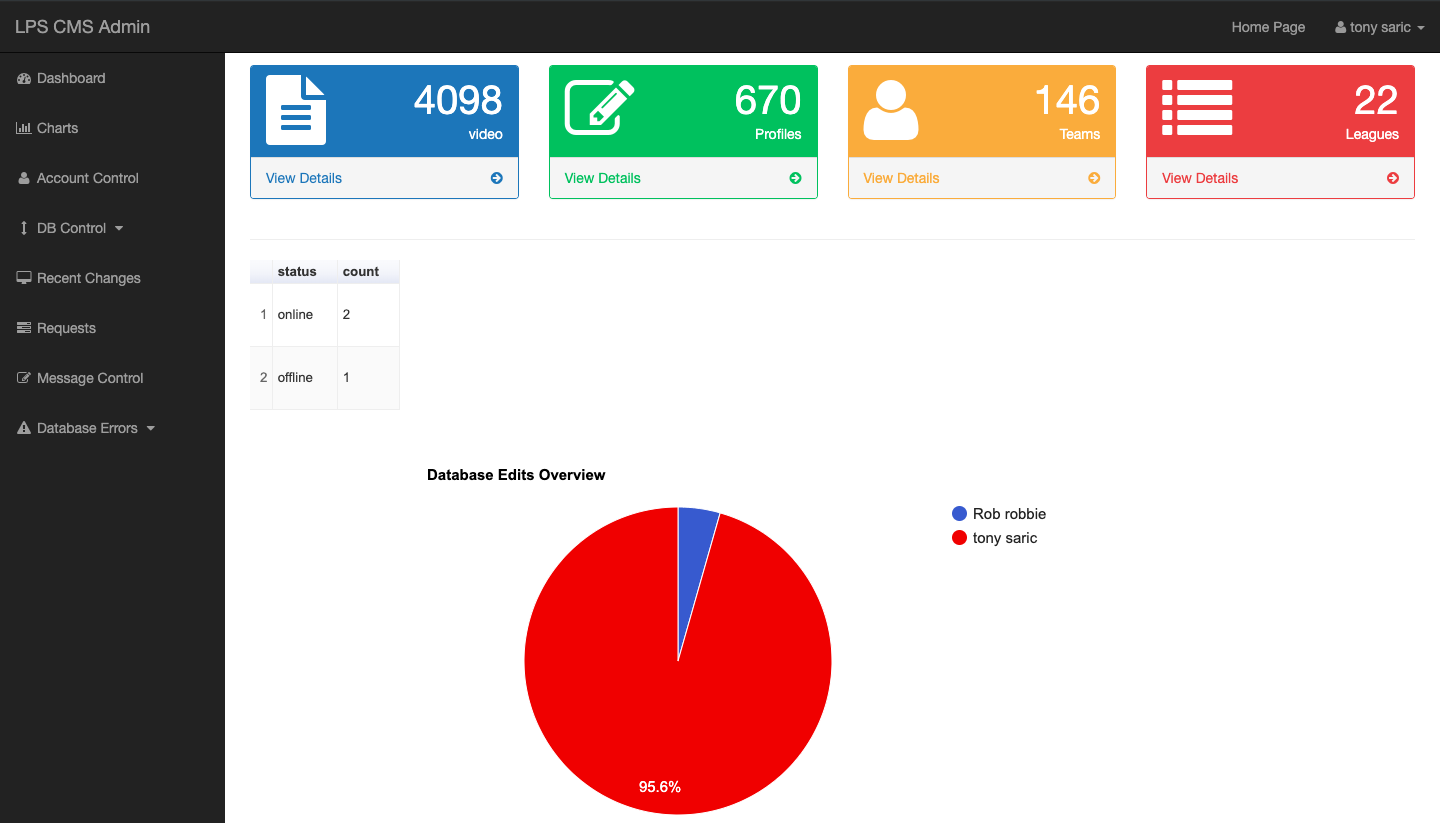 LPS CMS Admin
Home Page
tony saric
Dashboard
Charts
Account Control
DB Control
Recent Changes
Requests
Message Control
Database Errors
4098
video
View Details
670
Profiles
View Details
146
Teams
View Details
22
Leagues
View Details
status count
1 online 2
2 offline 1
Database Edits Overview
Rob robbie
tony saric
95.6%